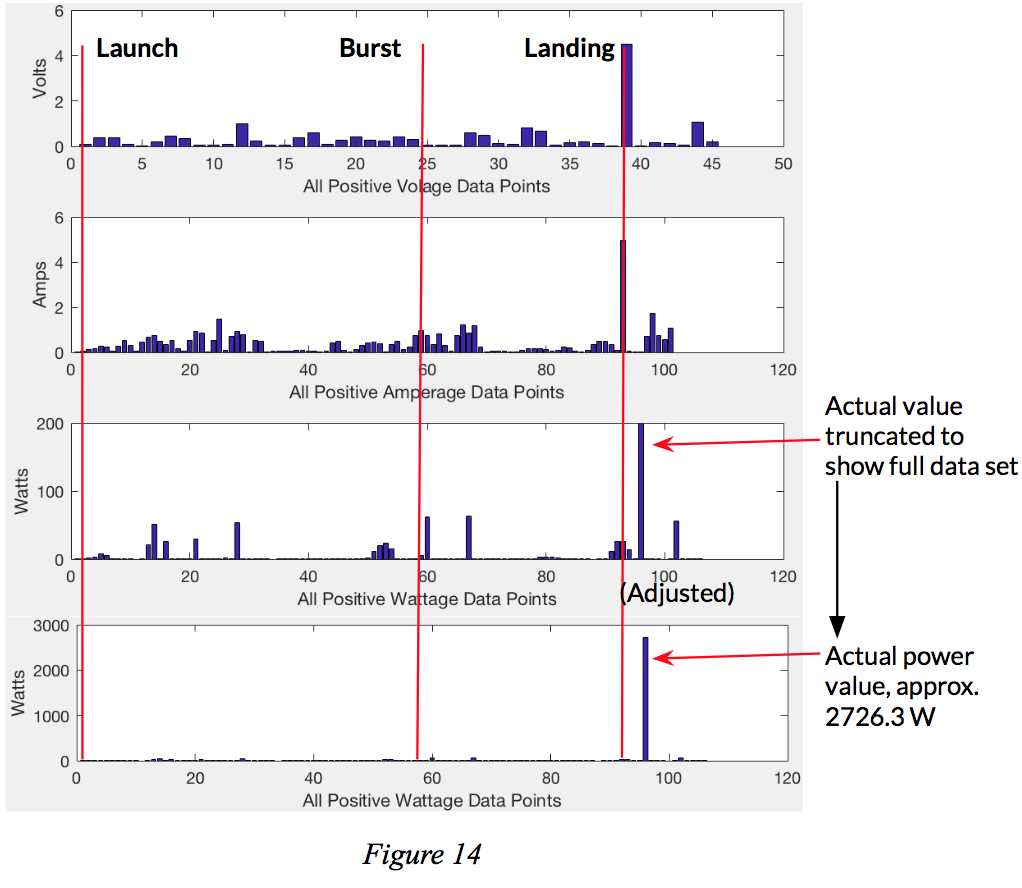 Launch
Burst
Landing
6
4
2
0
Volts
0 5 10 15 20 25 30 35 40 45 50
All Positive Volage Data Points
6
4
2
0
Amps
0 20 40 60 80 100 120
All Positive Amperage Data Points
200
100
0
Watts
0 20 40 60 80 100 120
All Positive Wattage Data Points
(Adjusted)
Actual value
truncated to
show full data set
3000
2000
1000
0
Watts
0 20 40 60 80 100 120
All Positive Wattage Data Points
Actual power
value, approx.
2726.3 W
Figure 14